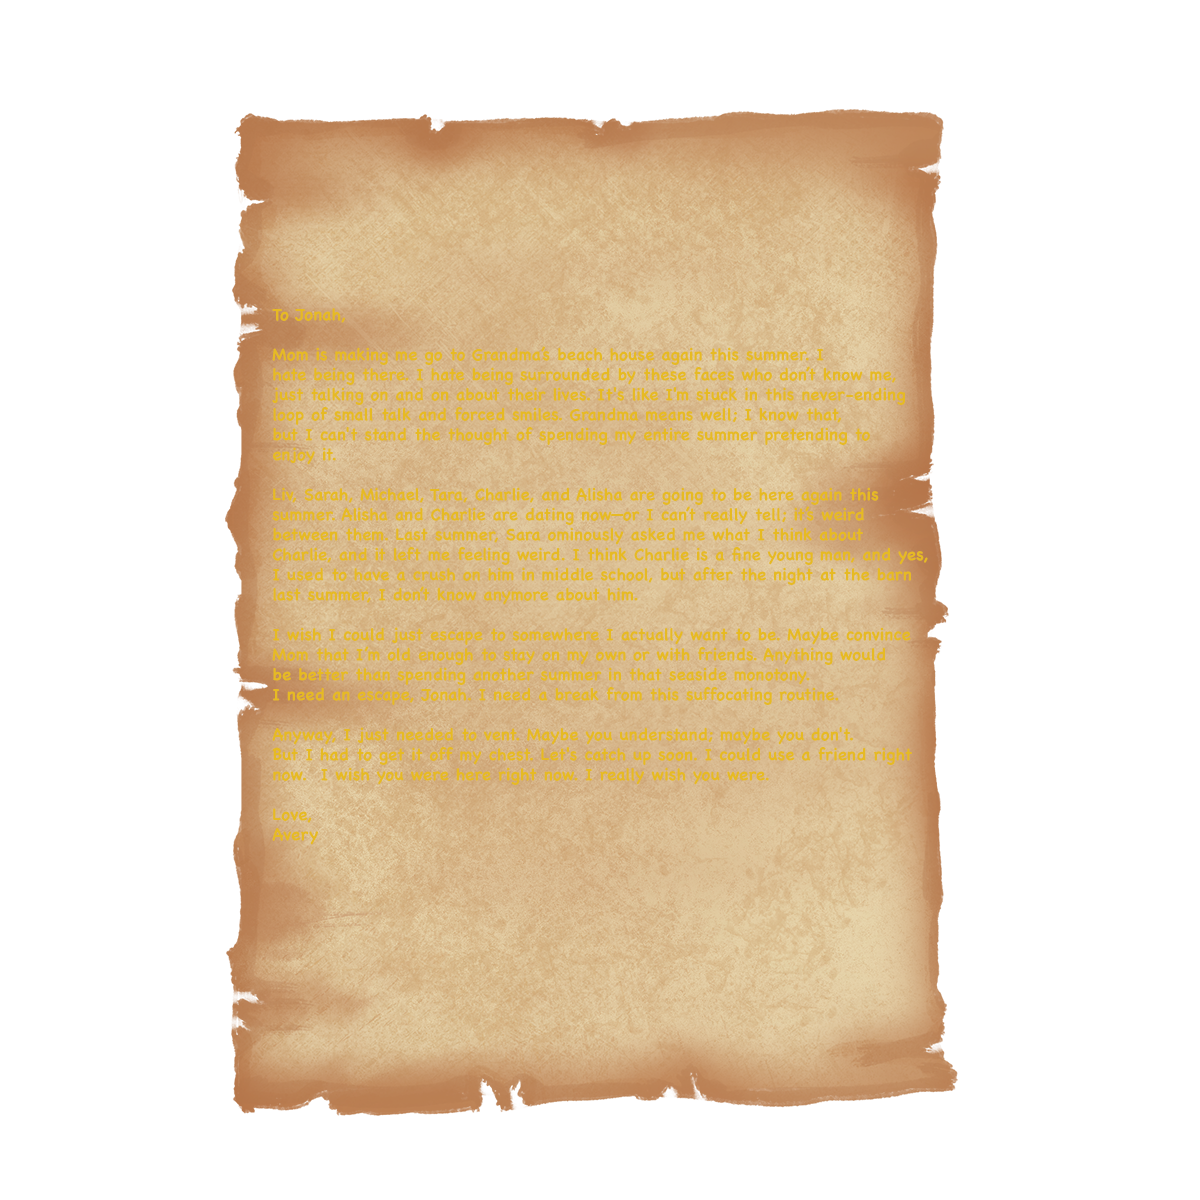 To Jonah,
Mom is making me go to Grandma's beach house again this summer. I
hate being there. I hate being surrounded by these faces who don't know me,
just talking on and on about their lives. It's like I'm stuck in this never-ending
loop of small talk and forced smiles. Grandma means well; I know that,
but I can't stand the thought of spending my entire summer pretending to
enjoy it.
Liv, Sarah, Micheal, Tara, Charlie, and Alisha are going to be here again this
summer. Alisha and Charlie are dating now—or I can't really tell; it's weird
between them. Last summer, Sara ominously asked me what I think about
Charlie, and it left me feeling weird. I think Charlie is a fine young man, and yes,
I used to have a crush on him in middle school, but after the night at the barn
last summer, I don't know anymore about him.
I wish I could just escape to somewhere I actually want to be. Maybe convince
Mom that I'm old enough to stay on my own or with friends. Anything would
be better than spending another summer in that seaside monotony.
I need an escape, Jonah. I need a break from this suffocating routine.
Anyway, I just needed to vent. Maybe you understand; maybe you don't.
But I had to get it off my chest. Let's catch up soon. I could use a friend right
now. I wish you were here right now. I really wish you were.
Love,
Avery